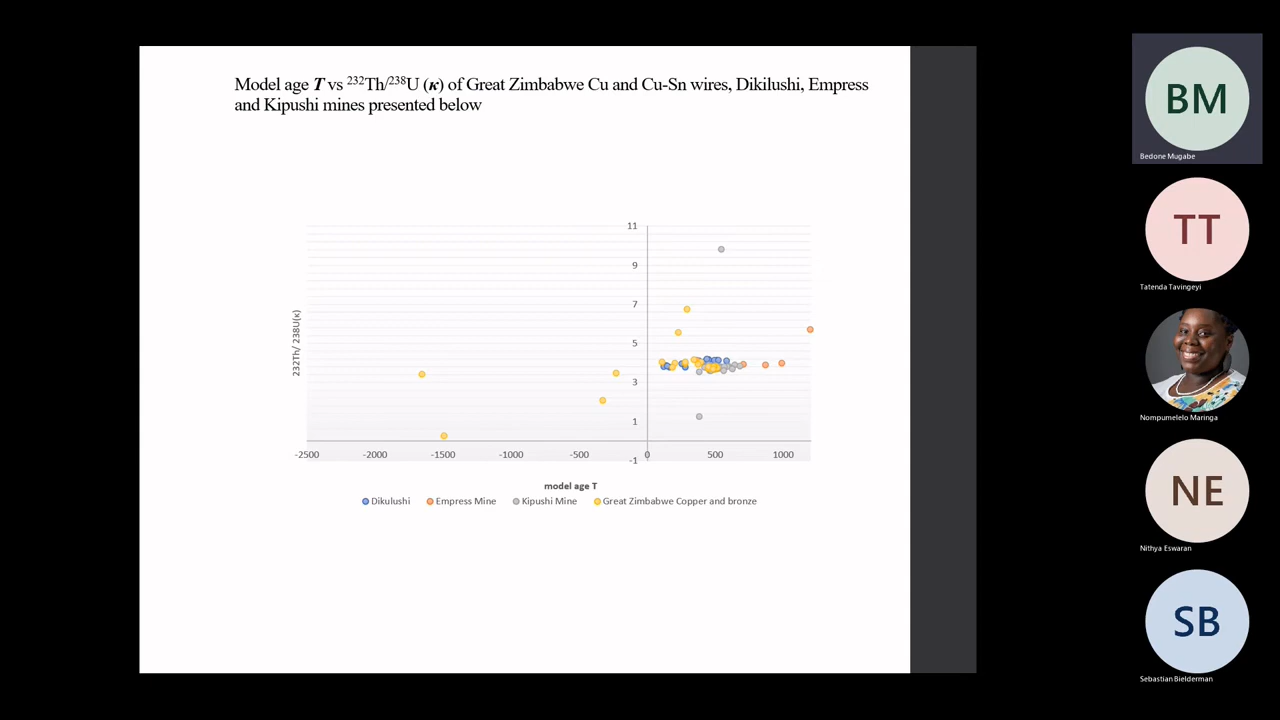 Model age T vs 232Th/238U (κ) of Great Zimbabwe Cu and Cu-Sn wires, Dikilushi, Empress
and Kipushi mines presented below
11
9
7
5
3
1
-1
232Th/ 238U(κ)
-2500 -2000 -1500 -1000 -500 0 500 1000
model age T
Dikulushi Empress Mine Kipushi Mine Great Zimbabwe Copper and bronze
BM
Bedone Mugabe
TT
Tatenda Tavingeyi
Nompumelelo Maringa
NE
Nithya Eswaran
SB
Sebastian Bielderman